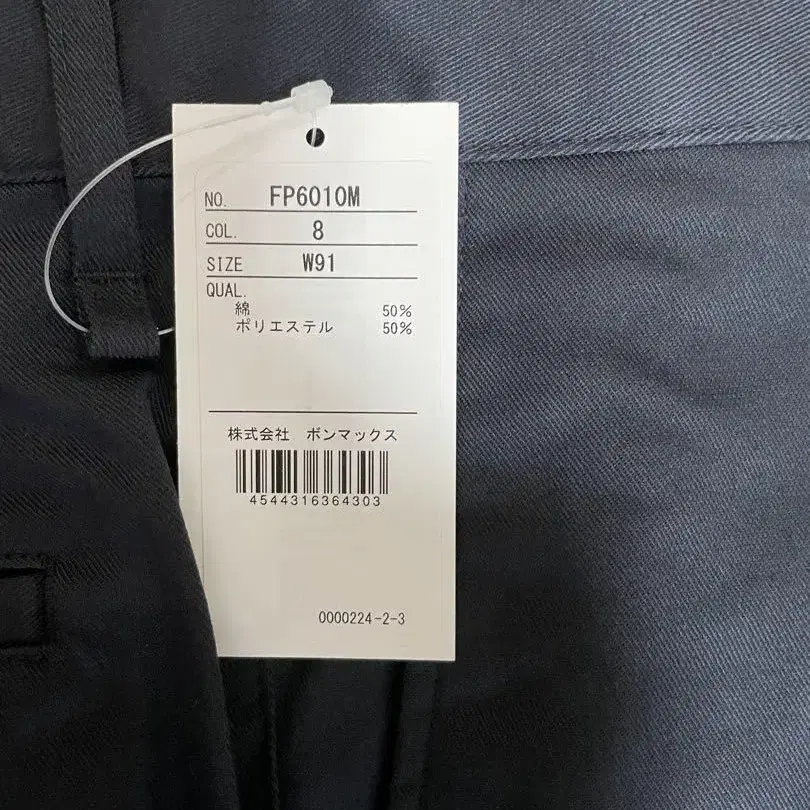 NO. FP6010M
COL. 8
SIZE W91
QUAL.
綿 50%
ポリエステル 50%
株式会社 ボンマックス
4544316364303
0000224-2-3